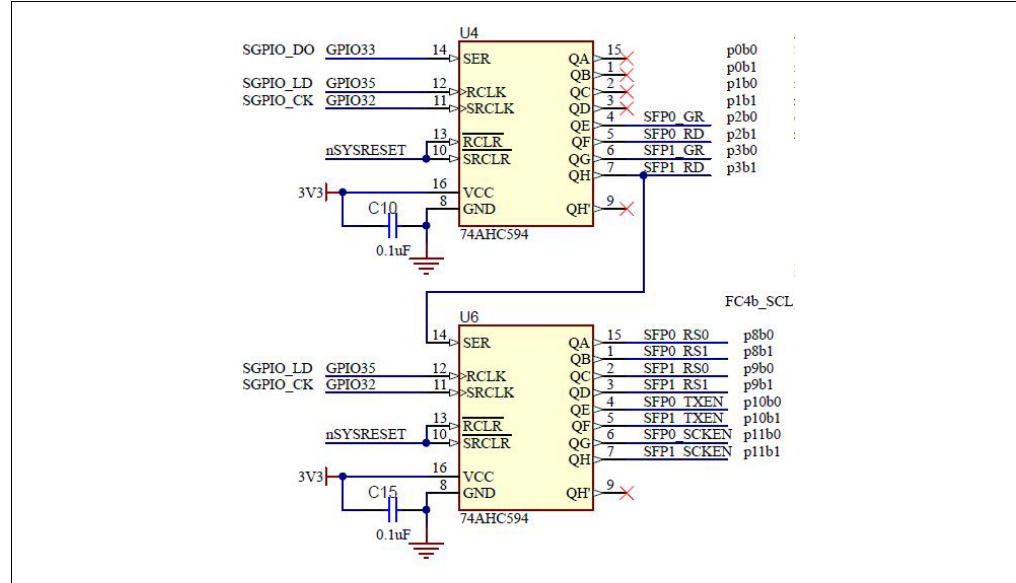 U4
SGPIO_DO GPIO33 14 SER QA 15 p0b0
QB 1 p0b1
SGPIO_LD GPIO35 12 RCLK QC 2 p1b0
SGPIO_CK GPIO32 11 SRCLK QD 3 p1b1
QE 4 SFP0_GR p2b0
13 RCLR QF 5 SFP0_RD p2b1
nSYSRESET 10 SRCLR QG 6 SFP1_GR p3b0
QH 7 SFP1_RD p3b1
3V3 16 VCC
C10 8 GND QH' 9
74AHC594
0.1uF
FC4b_SCL
U6
14 SER QA 15 SFP0_RS0 p8b0
QB 1 SFP0_RS1 p8b1
SGPIO_LD GPIO35 12 RCLK QC 2 SFP1_RS0 p9b0
SGPIO_CK GPIO32 11 SRCLK QD 3 SFP1_RS1 p9b1
QE 4 SFP0_TXEN p10b0
13 RCLR QF 5 SFP1_TXEN p10b1
nSYSRESET 10 SRCLR QG 6 SFP0_SCKEN p11b0
QH 7 SFP1_SCKEN p11b1
3V3 16 VCC
C15 8 GND QH' 9
74AHC594
0.1uF